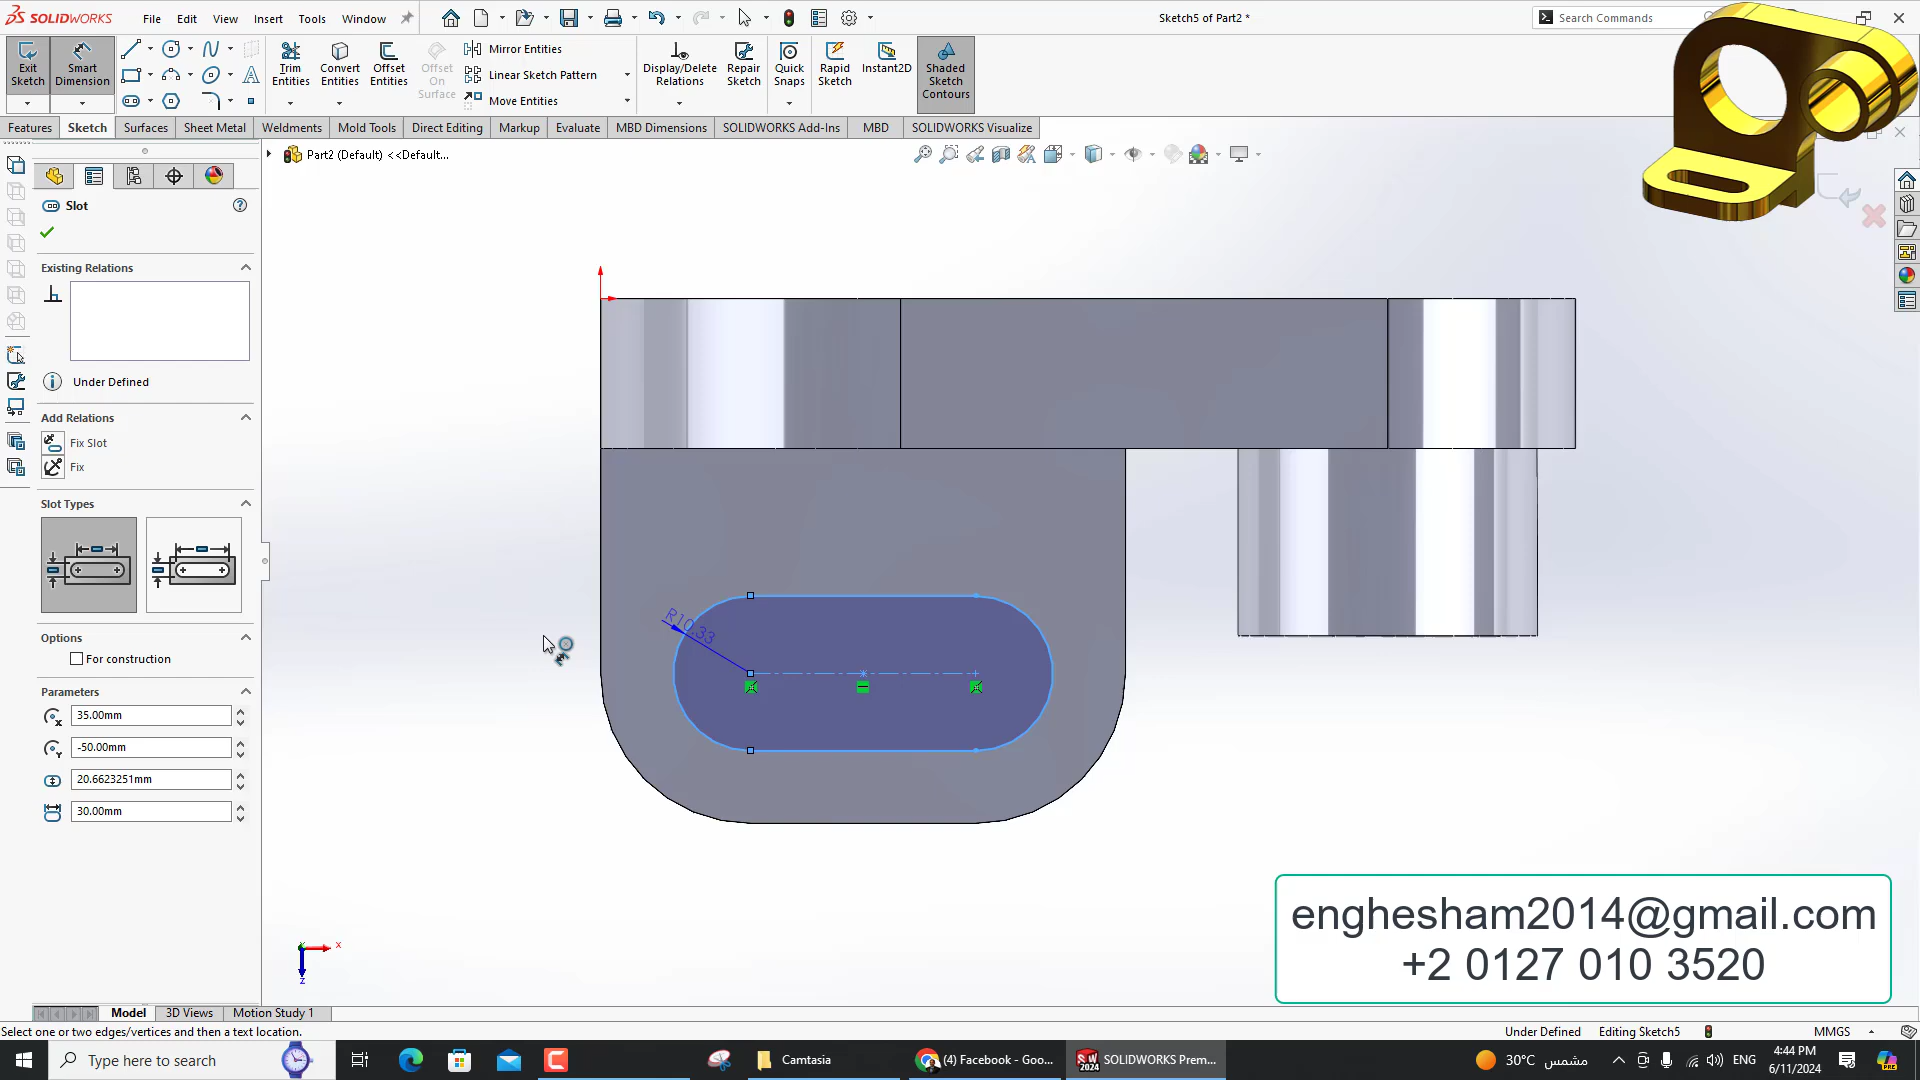 SOLIDWORKS
File
Edit
View
Insert
Tools
Window
Sketch5 of Part2 *
Search Commands
Exit Sketch
Smart Dimension
Trim Entities
Convert Entities
Offset Entities
Offset On Surface
Mirror Entities
Linear Sketch Pattern
Move Entities
Display/Delete Relations
Repair Sketch
Quick Snaps
Rapid Sketch
Instant2D
Shaded Sketch Contours
Features
Sketch
Surfaces
Sheet Metal
Weldments
Mold Tools
Direct Editing
Markup
Evaluate
MBD Dimensions
SOLIDWORKS Add-Ins
MBD
SOLIDWORKS Visualize
Part2 (Default) <<Default...
Slot
Existing Relations
Under Defined
Add Relations
Fix Slot
Fix
Slot Types
Options
For construction
Parameters
35.00mm
-50.00mm
20.6623251mm
30.00mm
R10.33
X
Z
enghesham2014@gmail.com
+2 0127 010 3520
Model
3D Views
Motion Study 1
Select one or two edges/vertices and then a text location.
Under Defined
Editing Sketch5
MMGS
Type here to search
Camtasia
(4) Facebook - Goo...
SOLIDWORKS Prem...
30°C مشمس
ENG
4:44 PM
6/11/2024